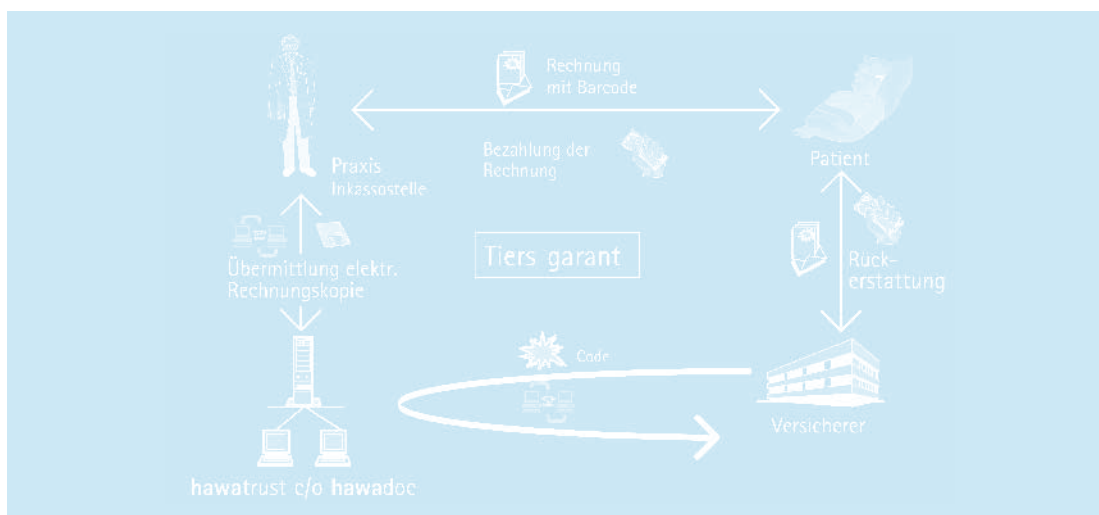 Rechnung
mit Barcode
Bezahlung der
Rechnung
Patient
Praxis
Inkassostelle
Tiers garant
Übermittlung elektr.
Rechnungskopie
Rück-
erstattung
Code
Versicherer
hawatrust c/o hawadoc